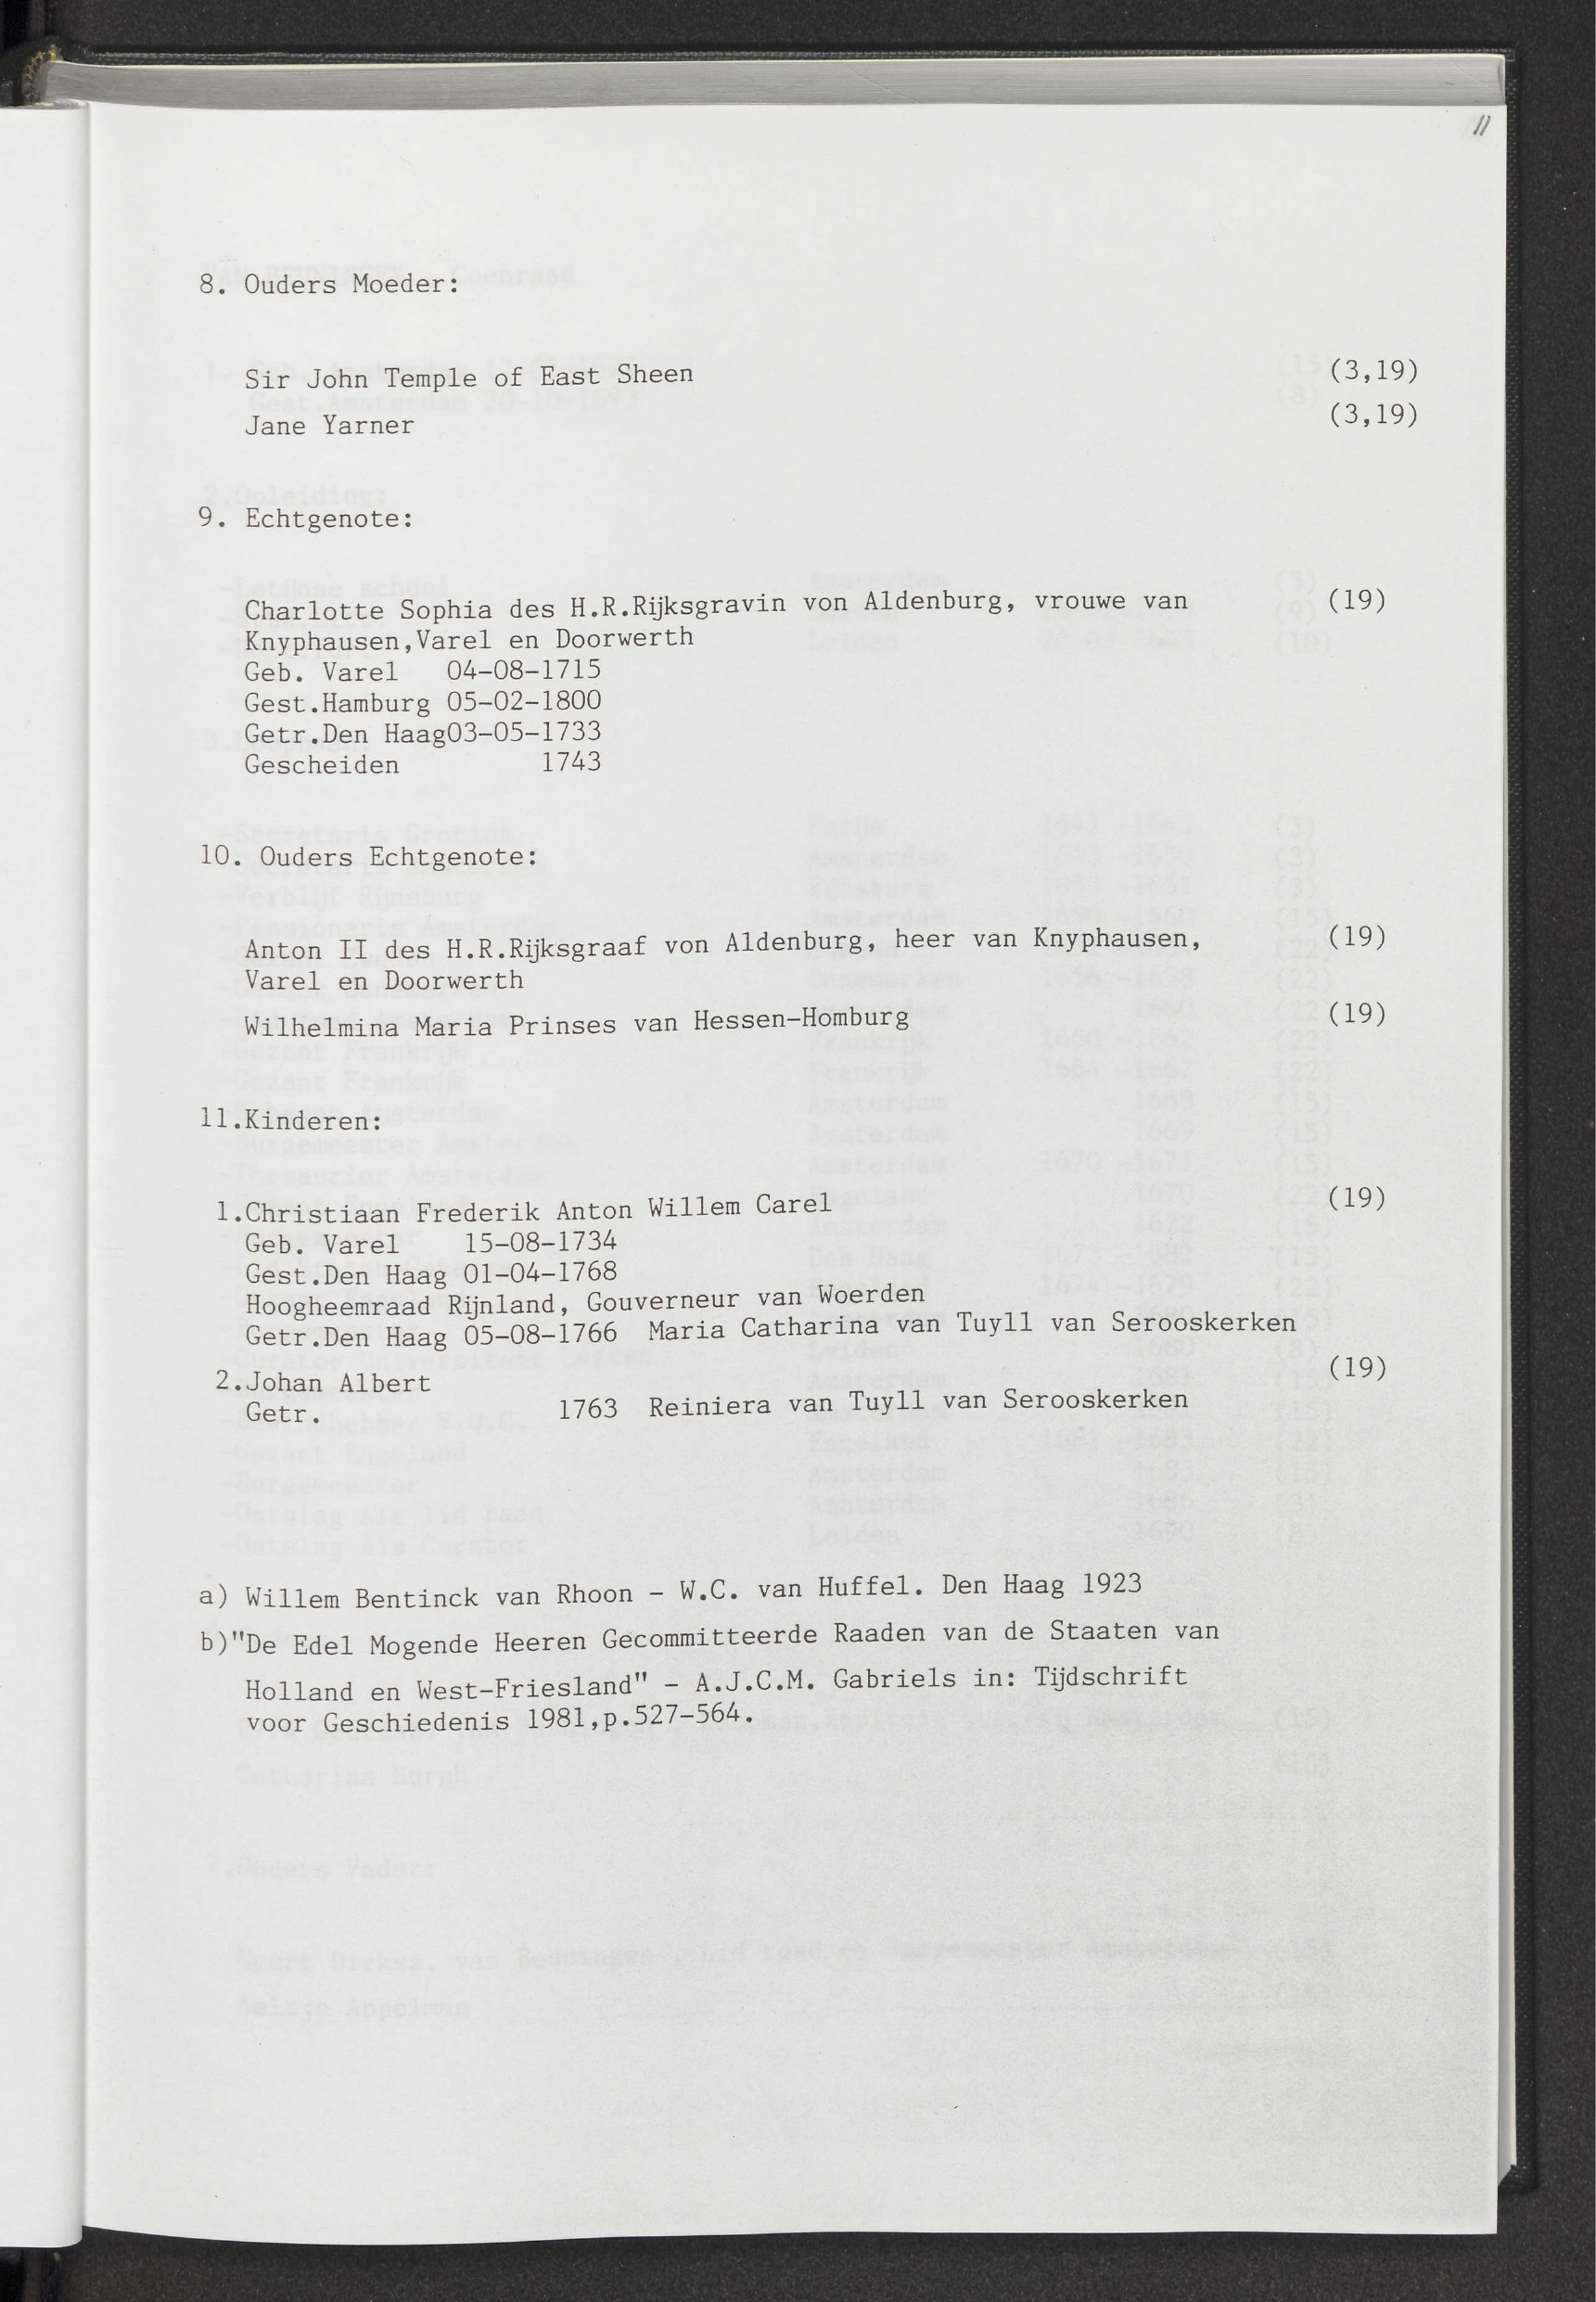 11
8. Ouders Moeder:
Sir John Temple of East Sheen (3,19)
Jane Yarner (3,19)
9. Echtgenote:
Charlotte Sophia des H.R.Rijksgravin von Aldenburg, vrouwe van (19)
Knyphausen,Varel en Doorwerth
Geb. Varel 04-08-1715
Gest.Hamburg 05-02-1800
Getr.Den Haag03-05-1733
Gescheiden 1743
10. Ouders Echtgenote:
Anton II des H.R.Rijksgraaf von Aldenburg, heer van Knyphausen, (19)
Varel en Doorwerth
Wilhelmina Maria Prinses van Hessen-Homburg (19)
11.Kinderen:
1.Christiaan Frederik Anton Willem Carel (19)
Geb. Varel 15-08-1734
Gest.Den Haag 01-04-1768
Hoogheemraad Rijnland, Gouverneur van Woerden
Getr.Den Haag 05-08-1766 Maria Catharina van Tuyll van Serooskerken
2.Johan Albert (19)
Getr. 1763 Reiniera van Tuyll van Serooskerken
a) Willem Bentinck van Rhoon - W.C. van Huffel. Den Haag 1923
b)"De Edel Mogende Heeren Gecommitteerde Raaden van de Staaten van
Holland en West-Friesland" - A.J.C.M. Gabriels in: Tijdschrift
voor Geschiedenis 1981,p.527-564.